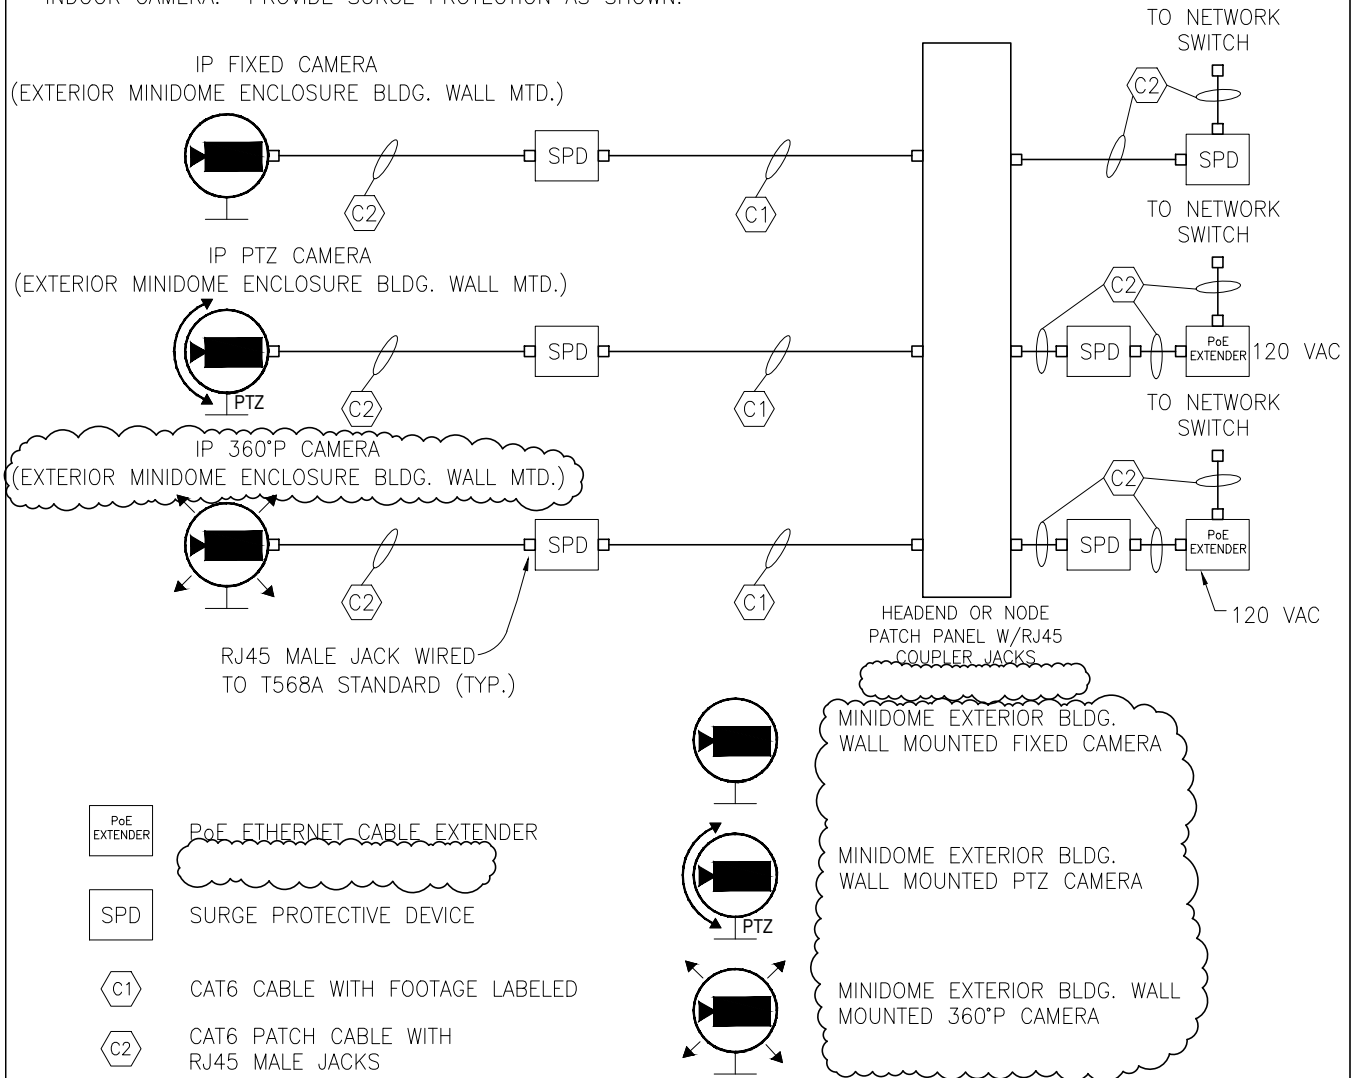 INDOOR CAMERA. PROVIDE SURGE PROTECTION AS SHOWN.
TO NETWORK
SWITCH
IP FIXED CAMERA
(EXTERIOR MINIDOME ENCLOSURE BLDG. WALL MTD.)
C2
SPD
C1
C2
SPD
TO NETWORK
SWITCH
IP PTZ CAMERA
(EXTERIOR MINIDOME ENCLOSURE BLDG. WALL MTD.)
PTZ
C2
SPD
C1
C2
SPD
PoE
EXTENDER
120 VAC
TO NETWORK
SWITCH
IP 360°P CAMERA
(EXTERIOR MINIDOME ENCLOSURE BLDG. WALL MTD.)
C2
SPD
C1
C2
SPD
PoE
EXTENDER
120 VAC
HEADEND OR NODE
PATCH PANEL W/RJ45
COUPLER JACKS
RJ45 MALE JACK WIRED
TO T568A STANDARD (TYP.)
MINIDOME EXTERIOR BLDG.
WALL MOUNTED FIXED CAMERA
PoE
EXTENDER
PoE ETHERNET CABLE EXTENDER
PTZ
MINIDOME EXTERIOR BLDG.
WALL MOUNTED PTZ CAMERA
SPD
SURGE PROTECTIVE DEVICE
C1
CAT6 CABLE WITH FOOTAGE LABELED
MINIDOME EXTERIOR BLDG. WALL
MOUNTED 360°P CAMERA
C2
CAT6 PATCH CABLE WITH
RJ45 MALE JACKS